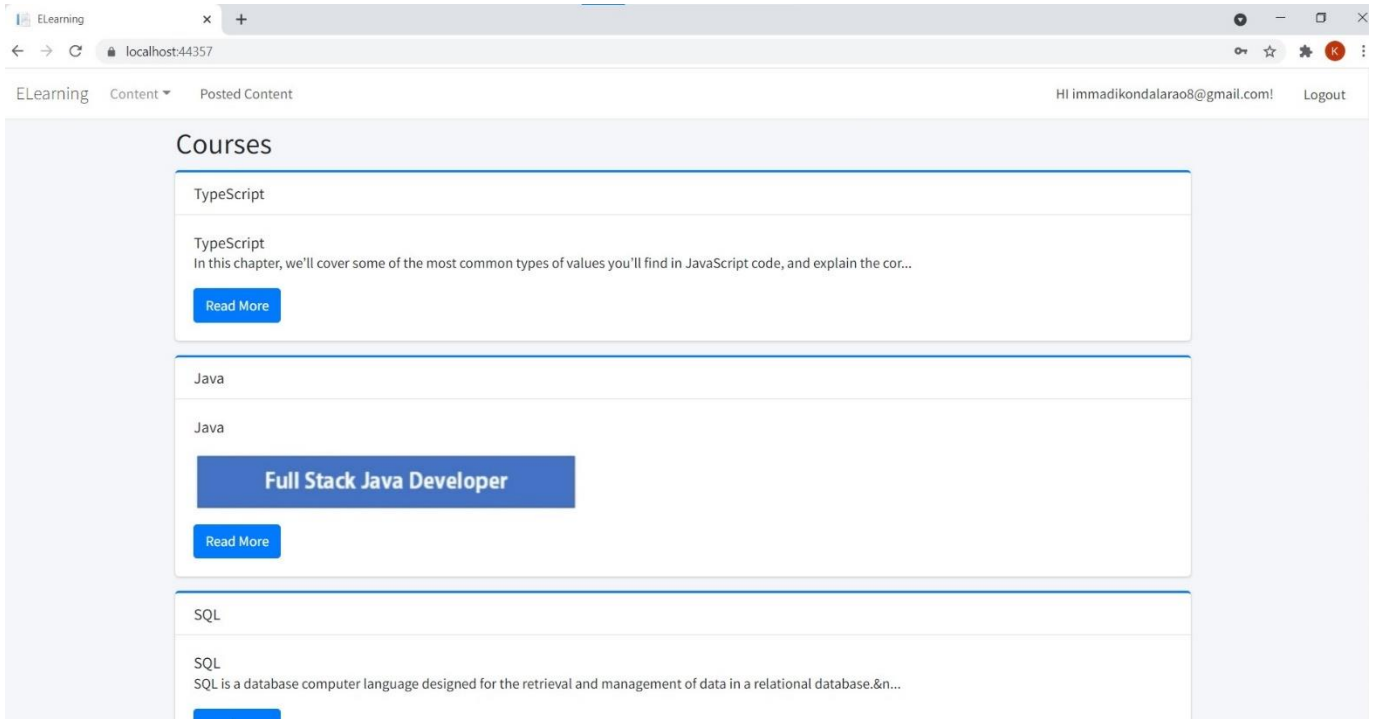 ELearning
localhost:44357
K
ELearning Content Posted Content HI immadikondalarao8@gmail.com! Logout
Courses
TypeScript
TypeScript
In this chapter, we’ll cover some of the most common types of values you’ll find in JavaScript code, and explain the cor...
Read More
Java
Java
Full Stack Java Developer
Read More
SQL
SQL
SQL is a database computer language designed for the retrieval and management of data in a relational database.&n...